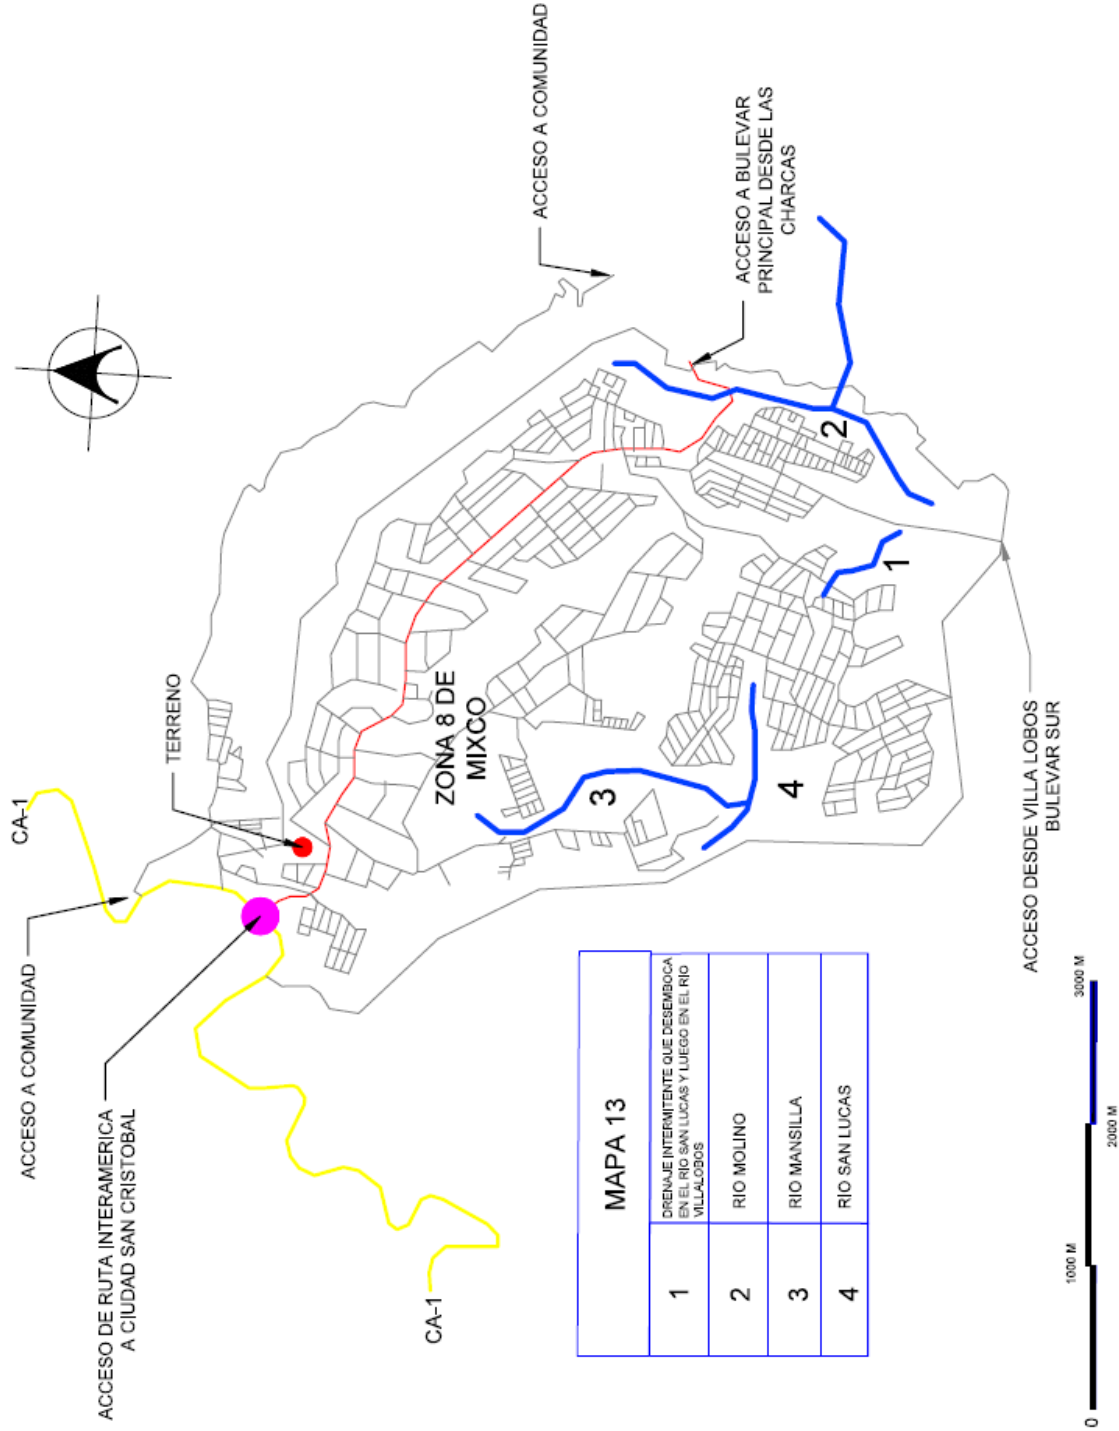 CA-1
ACCESO A COMUNIDAD
ACCESO DE RUTA INTERAMERICA
A CIUDAD SAN CRISTOBAL
TERRENO
ACCESO A COMUNIDAD
ACCESO A BULEVAR
PRINCIPAL DESDE LAS
CHARCAS
ZONA 8 DE
MIXCO
CA-1
3
4
1
2
ACCESO DESDE VILLA LOBOS
BULEVAR SUR
MAPA 13
1
DRENAJE INTERMITENTE QUE DESEMBOCA
EN EL RIO SAN LUCAS Y LUEGO EN EL RIO
VILLALOBOS
2
RIO MOLINO
3
RIO MANSILLA
4
RIO SAN LUCAS
0
1000 M
2000 M
3000 M